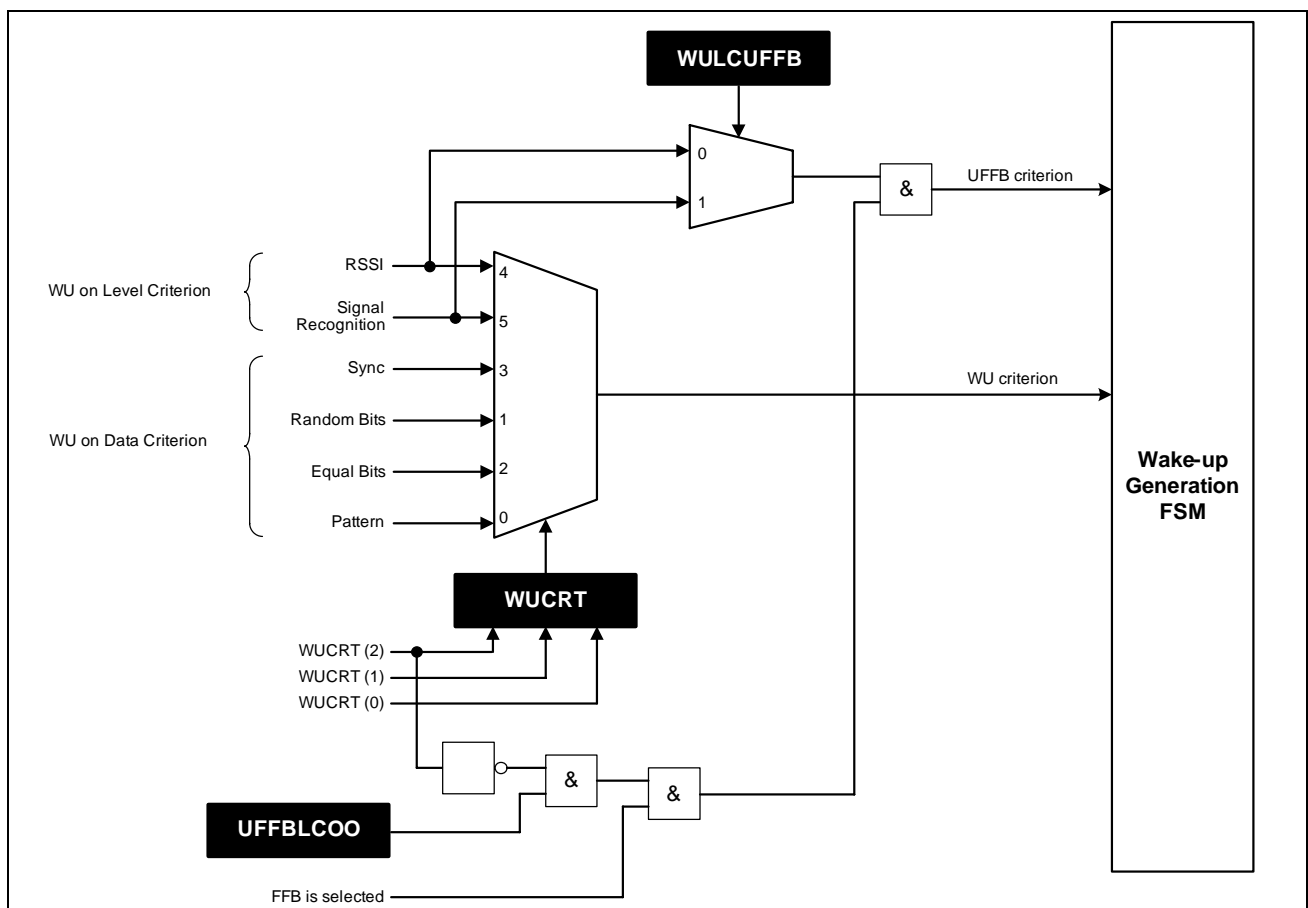 WULCUFFB
0
1
&
UFFB criterion
WU on Level Criterion
RSSI
4
Signal
Recognition
5
Sync
3
WU criterion
WU on Data Criterion
Random Bits
1
Equal Bits
2
Pattern
0
Wake-up
Generation
FSM
WUCRT
WUCRT (2)
WUCRT (1)
WUCRT (0)
&
&
UFFBLCOO
FFB is selected